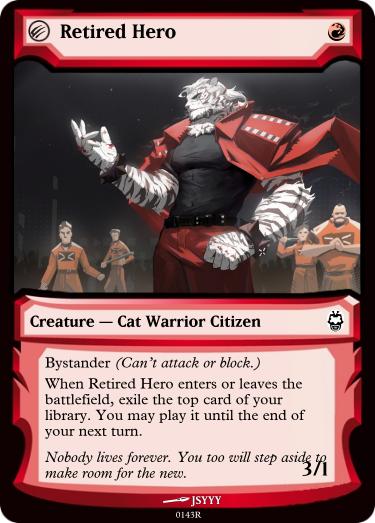 Retired Hero
Creature — Cat Warrior Citizen
Bystander (Can't attack or block.)
When Retired Hero enters or leaves the
battlefield, exile the top card of your
library. You may play it until the end of
your next turn.
Nobody lives forever. You too will step aside to
make room for the new.
3/1
JSYYY
0143R